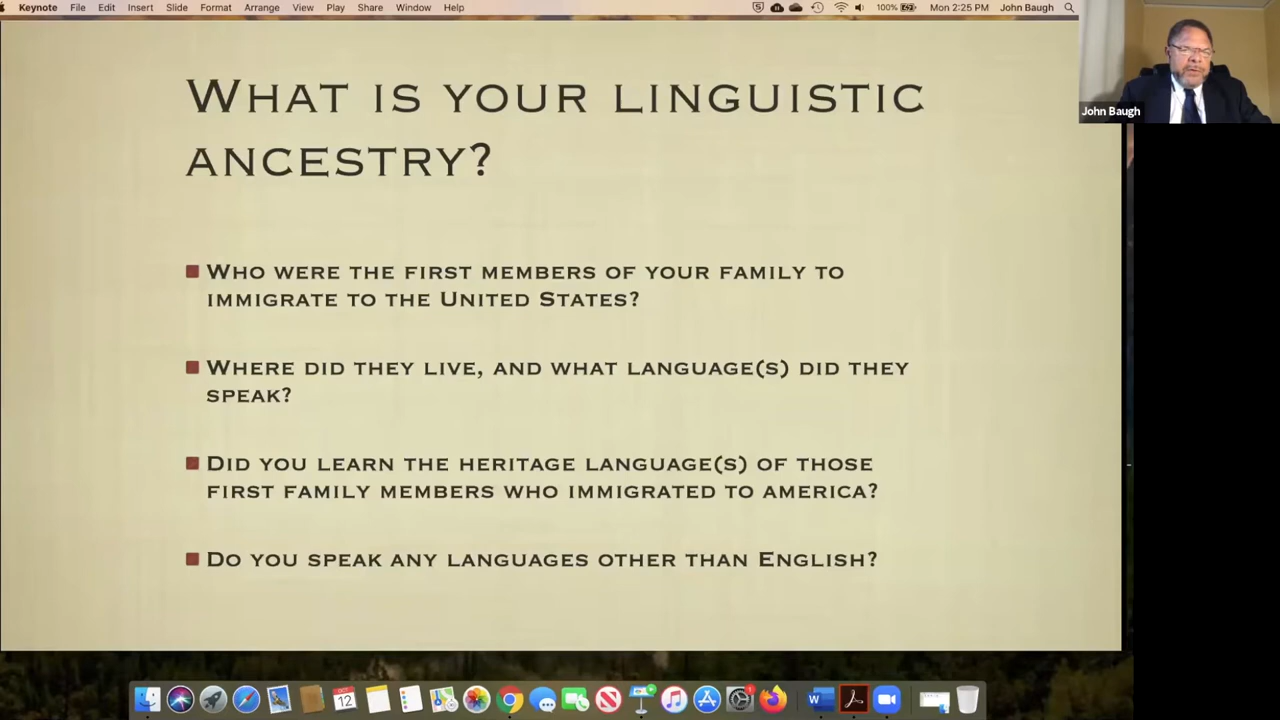 Keynote File Edit Insert Slide Format Arrange View Play Share Window Help 100% Mon 2:25 PM John Baugh
John Baugh
WHAT IS YOUR LINGUISTIC
ANCESTRY?
WHO WERE THE FIRST MEMBERS OF YOUR FAMILY TO
IMMIGRATE TO THE UNITED STATES?
WHERE DID THEY LIVE, AND WHAT LANGUAGE(S) DID THEY
SPEAK?
DID YOU LEARN THE HERITAGE LANGUAGE(S) OF THOSE
FIRST FAMILY MEMBERS WHO IMMIGRATED TO AMERICA?
DO YOU SPEAK ANY LANGUAGES OTHER THAN ENGLISH?
OCT
12